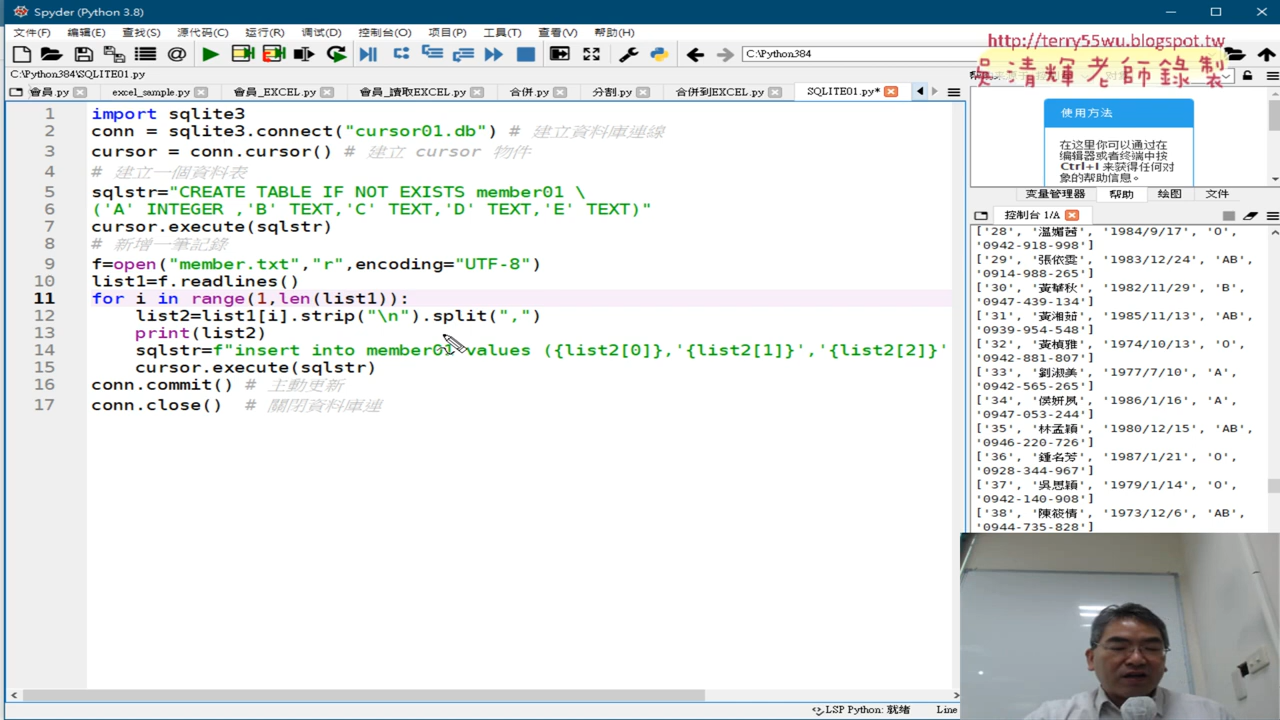 Spyder (Python 3.8)
文件(F) 编辑(E) 查找(S) 源代码(C) 运行(R) 调试(D) 控制台(O) 项目(P) 工具(T) 查看(V) 帮助(H)
http://terry55wu.blogspot.tw
吳清輝老師錄製
C:\Python384
C:\Python384\SQLITE01.py
會員.py
excel_sample.py
會員_EXCEL.py
會員_讀取EXCEL.py
合併.py
分割.py
合併到EXCEL.py
SQLITE01.py*
1 import sqlite3
2 conn = sqlite3.connect("cursor01.db") # 建立資料庫連線
3 cursor = conn.cursor() # 建立 cursor 物件
4 # 建立一個資料表
5 sqlstr="CREATE TABLE IF NOT EXISTS member01 \
6 ('A' INTEGER ,'B' TEXT,'C' TEXT,'D' TEXT,'E' TEXT)"
7 cursor.execute(sqlstr)
8 # 新增一筆記錄
9 f=open("member.txt","r",encoding="UTF-8")
10 list1=f.readlines()
11 for i in range(1,len(list1)):
12 list2=list1[i].strip("\n").split(",")
13 print(list2)
14 sqlstr=f"insert into member01 values ({list2[0]},'{list2[1]}','{list2[2]}'
15 cursor.execute(sqlstr)
16 conn.commit() # 主動更新
17 conn.close() # 關閉資料庫連
使用方法
在这里你可以通过在
编辑器或者终端中按
Ctrl+I 来获得任何对
象的帮助信息。
变量管理器 帮助 绘图 文件
控制台 1/A
['28', '溫媚茜', '1984/9/17', 'O',
'0942-918-998']
['29', '張依雯', '1983/12/24', 'AB',
'0914-988-265']
['30', '黃華秋', '1982/11/29', 'B',
'0947-439-134']
['31', '黃湘茹', '1985/11/23', 'AB',
'0939-954-548']
['32', '黃楨雅', '1974/10/13', 'O',
'0942-881-807']
['33', '劉淑美', '1977/7/10', 'A',
'0942-565-265']
['34', '侯妍夙', '1986/1/16', 'A',
'0947-053-244']
['35', '林孟穎', '1980/12/15', 'AB',
'0946-220-726']
['36', '鍾名芳', '1987/1/21', 'O',
'0928-344-967']
['37', '吳思穎', '1979/1/14', 'O',
'0942-140-908']
['38', '陳筱情', '1973/12/6', 'AB',
'0944-735-828']
LSP Python: 就绪 Line